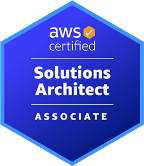 aws
certified
Solutions
Architect
ASSOCIATE